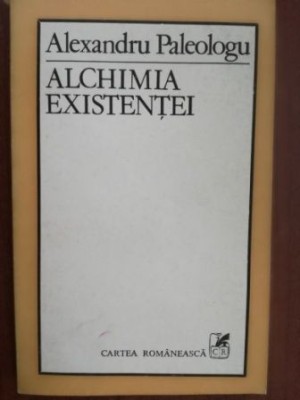 Alexandru Paleologu
ALCHIMIA
EXISTENȚEI
CARTEA ROMÂNEASCĂ
CR